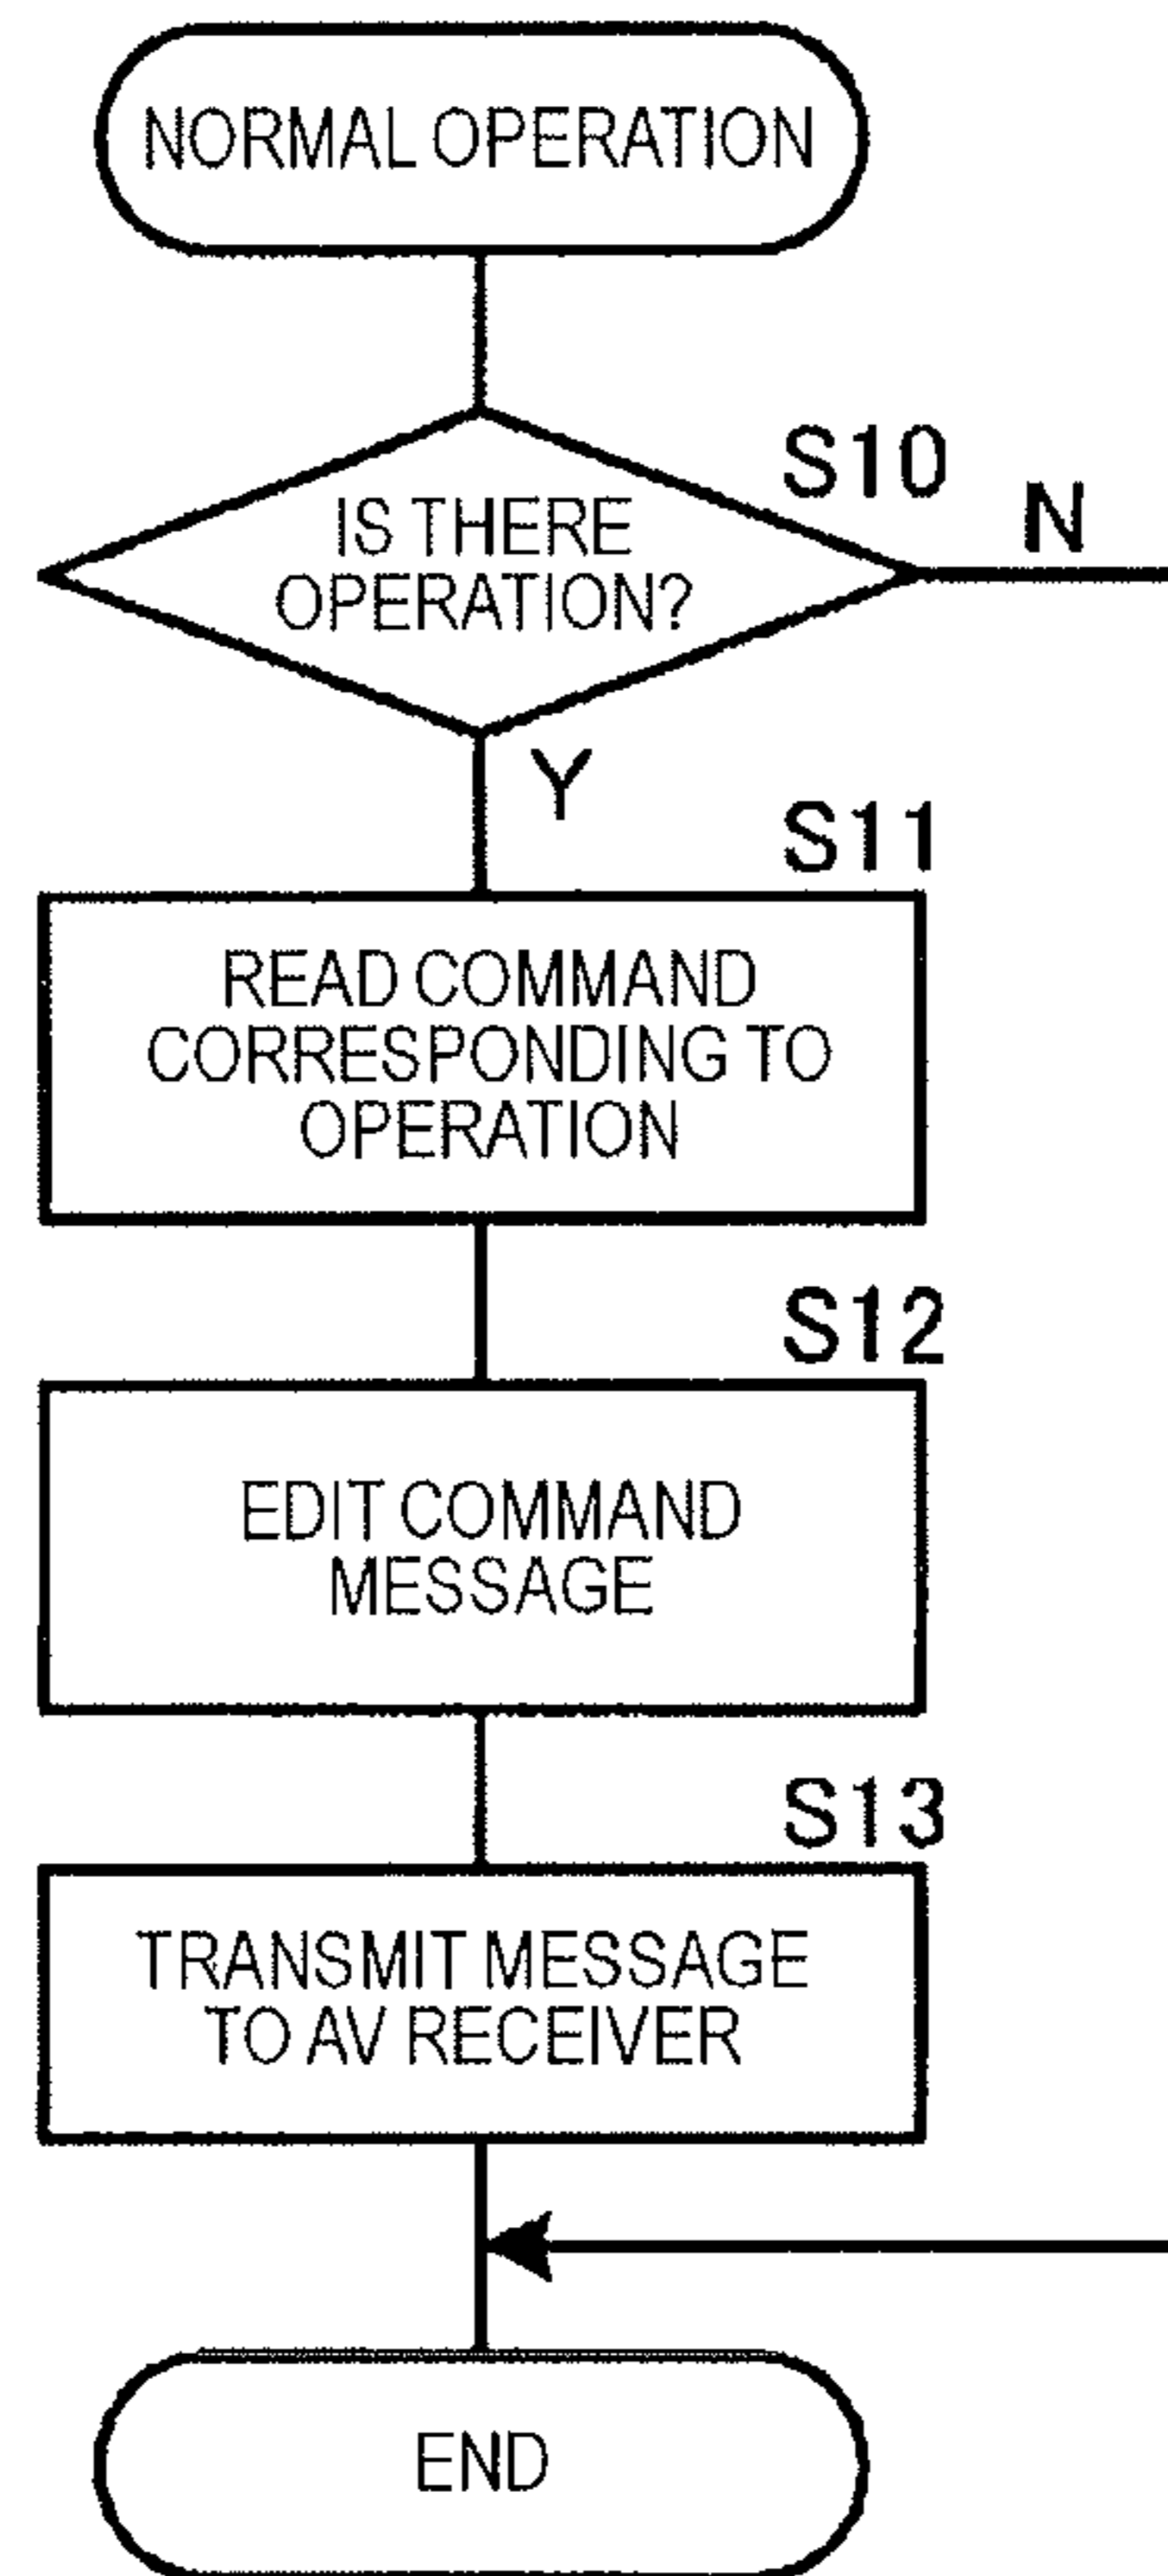 NORMAL OPERATION
S10
N
IS THERE
OPERATION?
Y
S11
READ COMMAND
CORRESPONDING TO
OPERATION
S12
EDIT COMMAND
MESSAGE
S13
TRANSMIT MESSAGE
TO AV RECEIVER
END